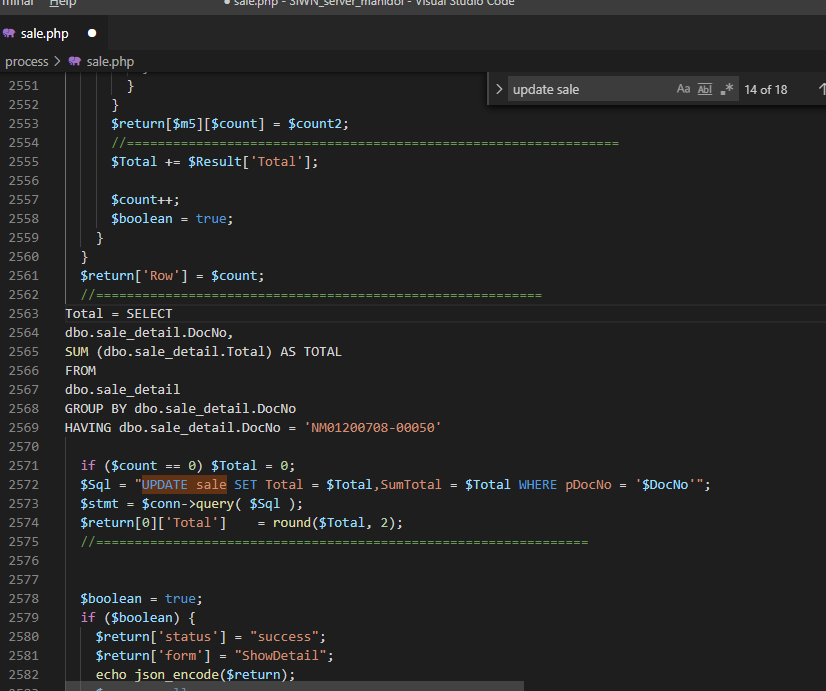 Help
sale.php - SIWN_server_mahidol - Visual Studio Code
sale.php
process > sale.php
update sale Aa Abl .* 14 of 18
2551 }
2552 }
2553 $return[$m5][$count] = $count2;
2554 //================================================================
2555 $Total += $Result['Total'];
2556
2557 $count++;
2558 $boolean = true;
2559 }
2560 }
2561 $return['Row'] = $count;
2562 //==========================================================
2563 Total = SELECT
2564 dbo.sale_detail.DocNo,
2565 SUM (dbo.sale_detail.Total) AS TOTAL
2566 FROM
2567 dbo.sale_detail
2568 GROUP BY dbo.sale_detail.DocNo
2569 HAVING dbo.sale_detail.DocNo = 'NM01200708-00050'
2570
2571 if ($count == 0) $Total = 0;
2572 $Sql = "UPDATE sale SET Total = $Total,SumTotal = $Total WHERE pDocNo = '$DocNo'";
2573 $stmt = $conn->query( $Sql );
2574 $return[0]['Total'] = round($Total, 2);
2575 //================================================================
2576
2577
2578 $boolean = true;
2579 if ($boolean) {
2580 $return['status'] = "success";
2581 $return['form'] = "ShowDetail";
2582 echo json_encode($return);